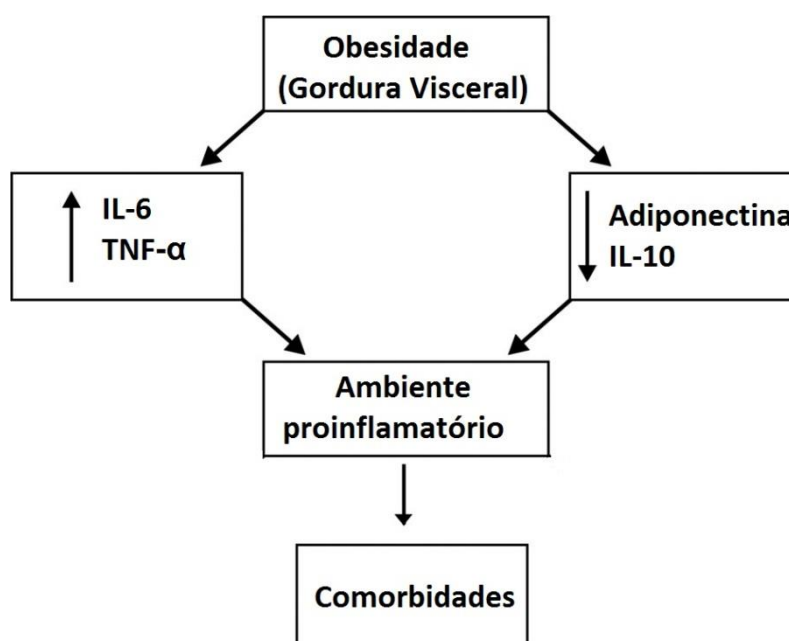 Obesidade
(Gordura Visceral)
IL-6
TNF-α
Adiponectina
IL-10
Ambiente
proinflamatório
Comorbidades